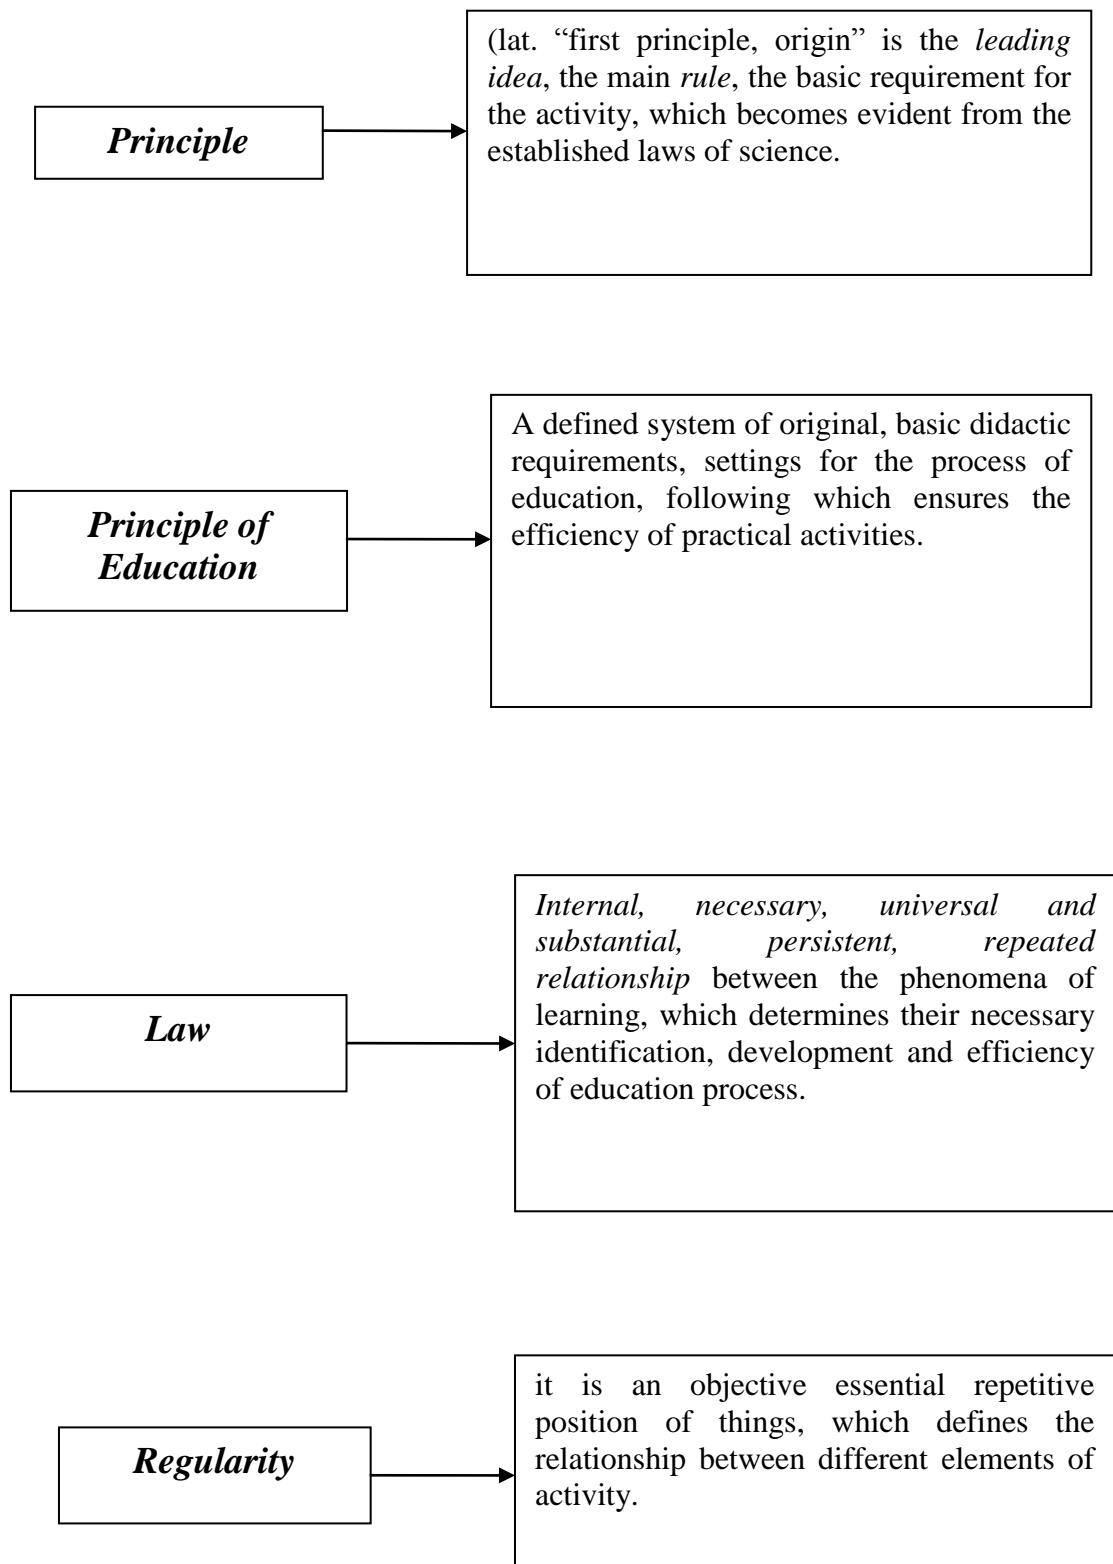 (lat. “first principle, origin” is the leading
idea, the main rule, the basic requirement for
the activity, which becomes evident from the
established laws of science.
Principle
A defined system of original, basic didactic
requirements, settings for the process of
education, following which ensures the
efficiency of practical activities.
Principle of
Education
Internal, necessary, universal and
substantial, persistent, repeated
relationship between the phenomena of
learning, which determines their necessary
identification, development and efficiency
of education process.
Law
it is an objective essential repetitive
position of things, which defines the
relationship between different elements of
activity.
Regularity